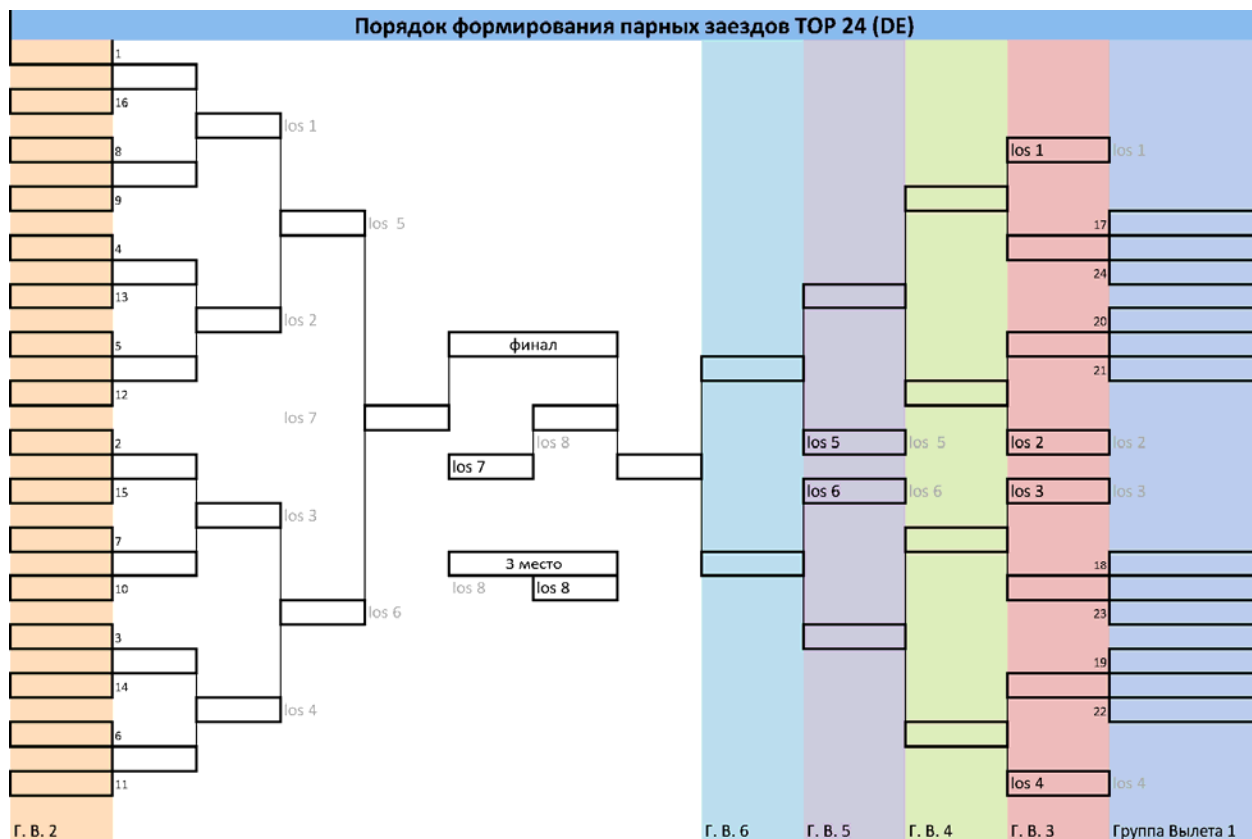 Порядок формирования парных заездов TOP 24 (DE)
1
16
los 1
8
los 1
los 1
9
los 5
17
4
24
13
los 2
20
5
финал
21
12
los 7
2
los 8
los 5
los 5
los 2
los 2
los 7
15
los 3
los 6
los 6
los 3
los 3
7
3 место
18
10
los 8
los 8
los 6
23
3
19
14
los 4
22
6
11
los 4
los 4
Г. В. 2
Г. В. 6
Г. В. 5
Г. В. 4
Г. В. 3
Группа Вылета 1